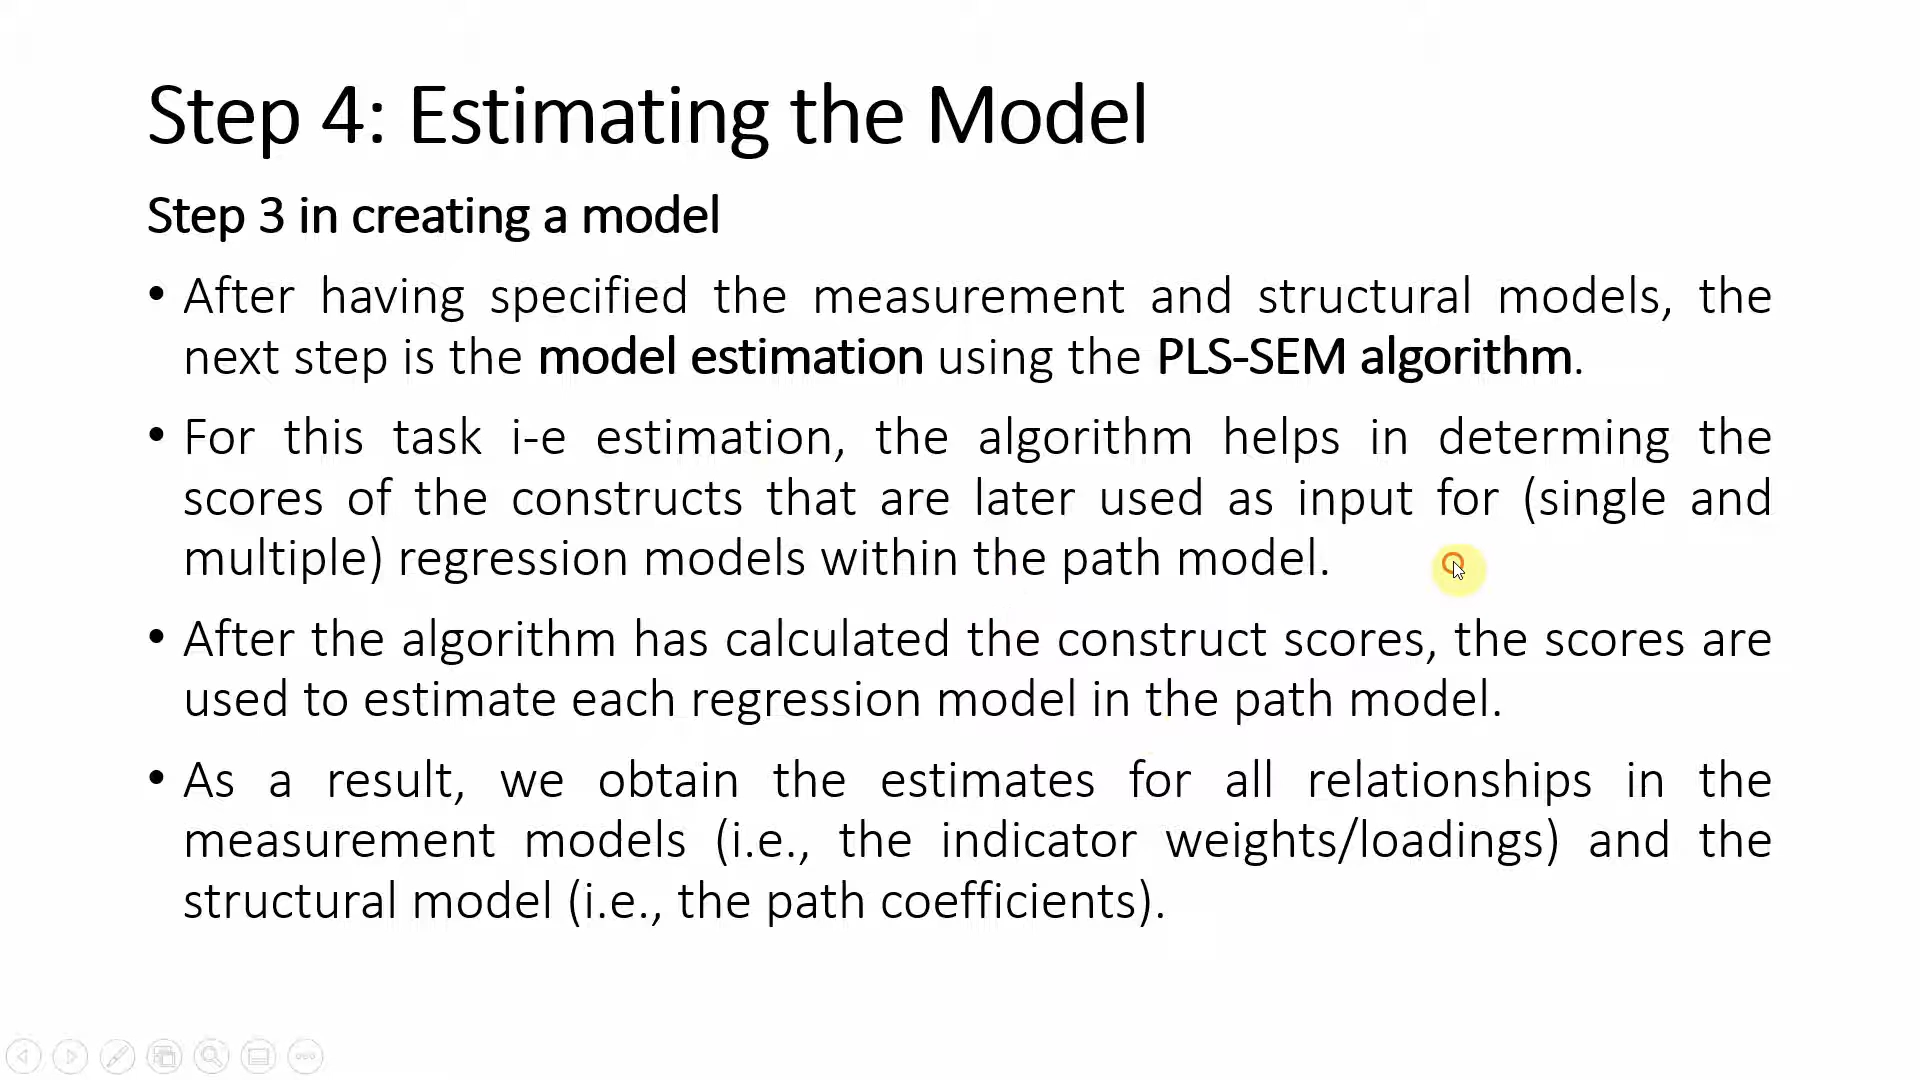 Step 4: Estimating the Model
Step 3 in creating a model
• After having specified the measurement and structural models, the
next step is the model estimation using the PLS-SEM algorithm.
• For this task i-e estimation, the algorithm helps in determing the
scores of the constructs that are later used as input for (single and
multiple) regression models within the path model.
• After the algorithm has calculated the construct scores, the scores are
used to estimate each regression model in the path model.
• As a result, we obtain the estimates for all relationships in the
measurement models (i.e., the indicator weights/loadings) and the
structural model (i.e., the path coefficients).